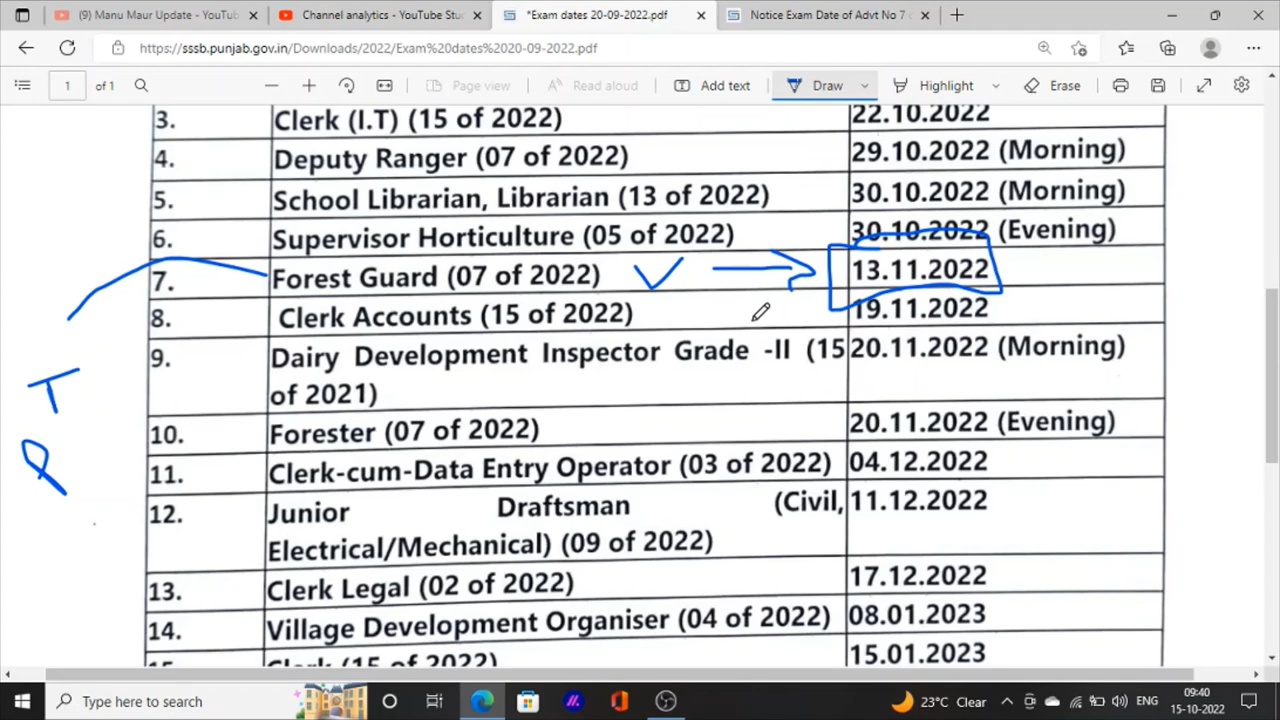 (9) Manu Maur Update - YouTu
Channel analytics - YouTube Stu
*Exam dates 20-09-2022.pdf
Notice Exam Date of Advt No 7 c
https://sssb.punjab.gov.in/Downloads/2022/Exam%20dates%2020-09-2022.pdf
1 of 1
Page view
Read aloud
Add text
Draw
Highlight
Erase
3. Clerk (I.T) (15 of 2022) 22.10.2022
4. Deputy Ranger (07 of 2022) 29.10.2022 (Morning)
5. School Librarian, Librarian (13 of 2022) 30.10.2022 (Morning)
6. Supervisor Horticulture (05 of 2022) 30.10.2022 (Evening)
7. Forest Guard (07 of 2022) 13.11.2022
8. Clerk Accounts (15 of 2022) 19.11.2022
9. Dairy Development Inspector Grade -II (15 20.11.2022 (Morning)
of 2021)
T
10. Forester (07 of 2022) 20.11.2022 (Evening)
11. Clerk-cum-Data Entry Operator (03 of 2022) 04.12.2022
12. Junior Draftsman (Civil, 11.12.2022
Electrical/Mechanical) (09 of 2022)
13. Clerk Legal (02 of 2022) 17.12.2022
14. Village Development Organiser (04 of 2022) 08.01.2023
15. Clerk (15 of 2022) 15.01.2023
Type here to search
23°C Clear
ENG
09:40
15-10-2022